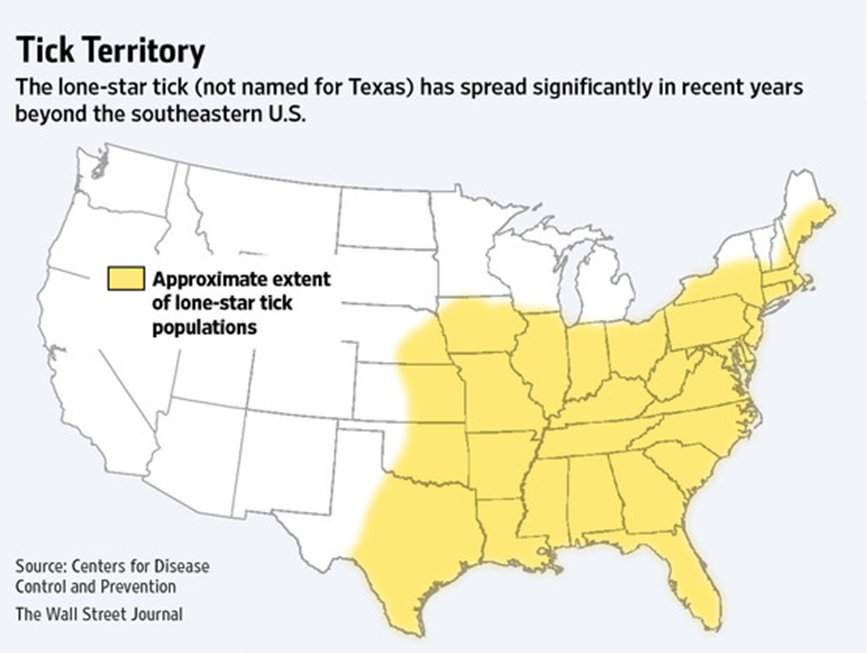 Tick Territory
The lone-star tick (not named for Texas) has spread significantly in recent years
beyond the southeastern U.S.
Approximate extent
of lone-star tick
populations
Source: Centers for Disease
Control and Prevention
The Wall Street Journal